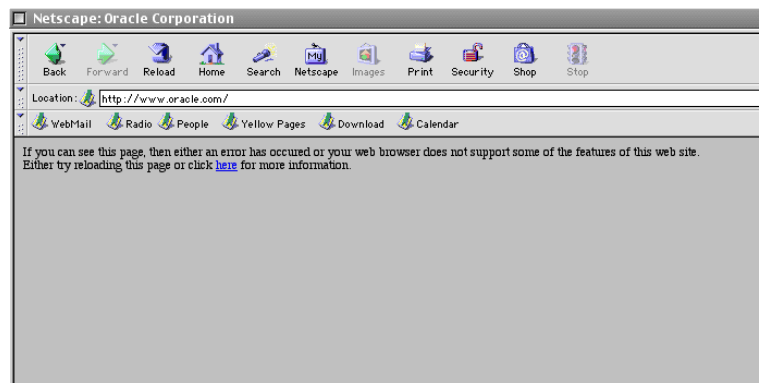 Netscape: Oracle Corporation
My
Back Forward Reload Home Search Netscape Images Print Security Shop Stop
Location: http://www.oracle.com/
WebMail Radio People Yellow Pages Download Calendar
If you can see this page, then either an error has occured or your web browser does not support some of the features of this web site.
Either try reloading this page or click here for more information.